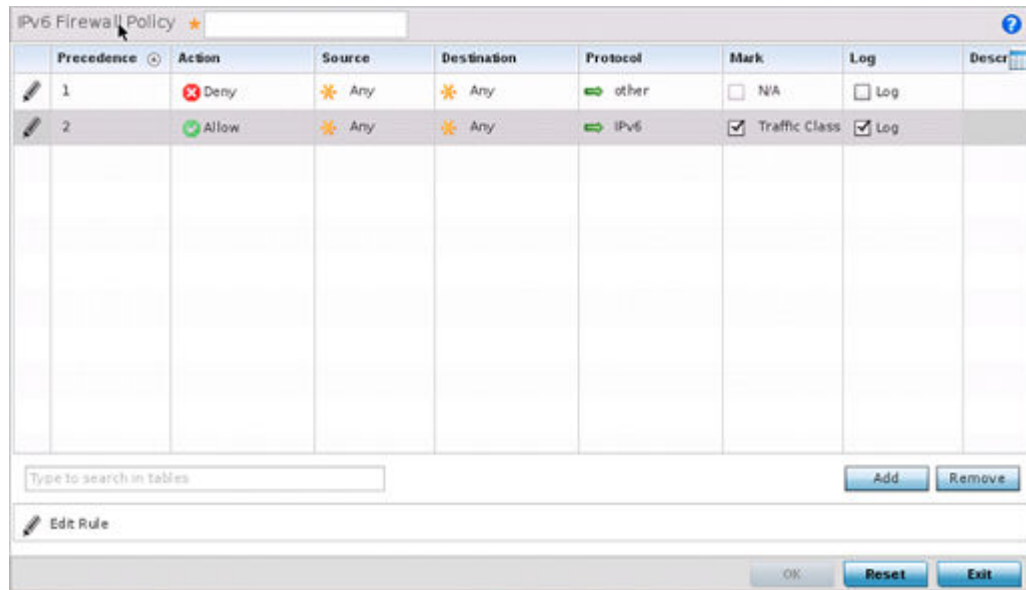 IPv6 Firewall Policy *
Precedence Action Source Destination Protocol Mark Log Descr
1 Deny Any Any other N/A Log
2 Allow Any Any IPv6 Traffic Class Log
Type to search in tables
Add Remove
Edit Rule
OK Reset Exit